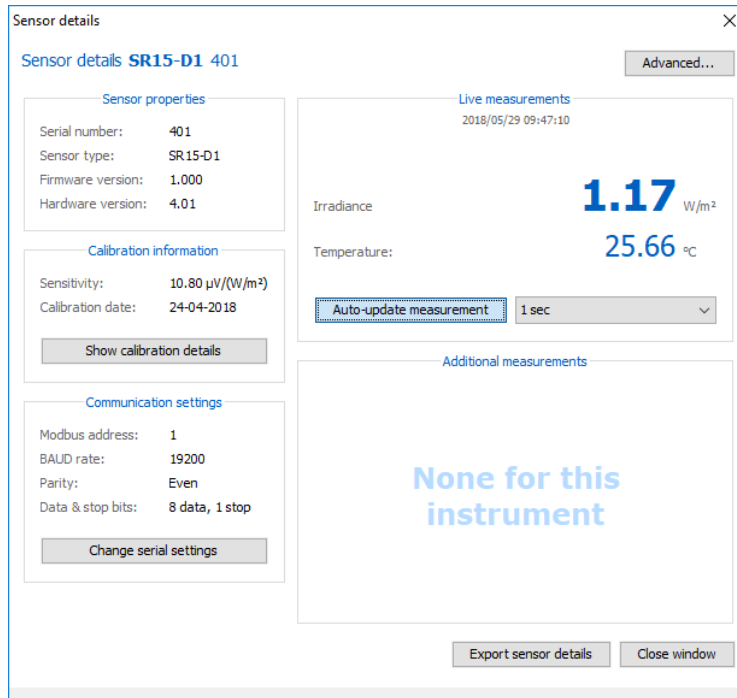 Sensor details
Sensor details SR15-D1 401
Advanced...
Sensor properties
Serial number: 401
Sensor type: SR15-D1
Firmware version: 1.000
Hardware version: 4.01
Calibration information
Sensitivity: 10.80 µV/(W/m²)
Calibration date: 24-04-2018
Show calibration details
Communication settings
Modbus address: 1
BAUD rate: 19200
Parity: Even
Data & stop bits: 8 data, 1 stop
Change serial settings
Live measurements
2018/05/29 09:47:10
Irradiance 1.17 W/m²
Temperature: 25.66 ºC
Auto-update measurement 1 sec
Additional measurements
None for this
instrument
Export sensor details Close window